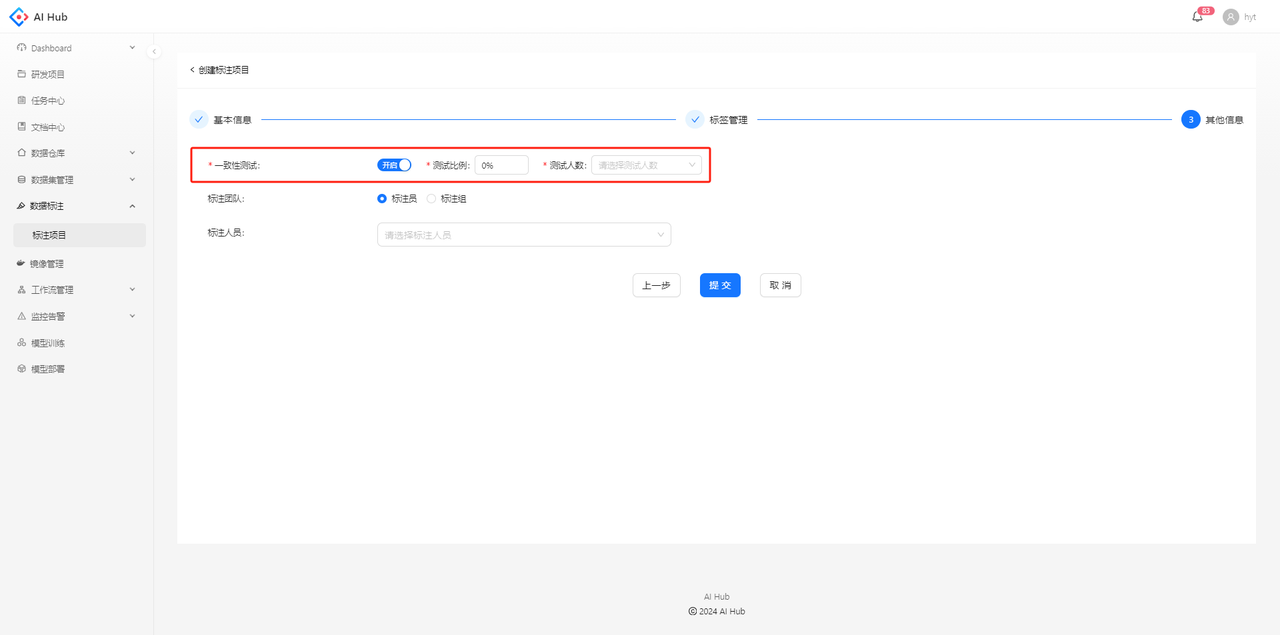 AI Hub
83
hyt
Dashboard
研发项目
任务中心
文档中心
数据仓库
数据集管理
数据标注
标注项目
镜像管理
工作流管理
监控告警
模型训练
模型部署
< 创建标注项目
基本信息
标签管理
3 其他信息
* 一致性测试: 开启 * 测试比例: 0% * 测试人数: 请选择测试人数
标注团队: 标注员 标注组
标注人员: 请选择标注人员
上一步 提 交 取 消
AI Hub
© 2024 AI Hub